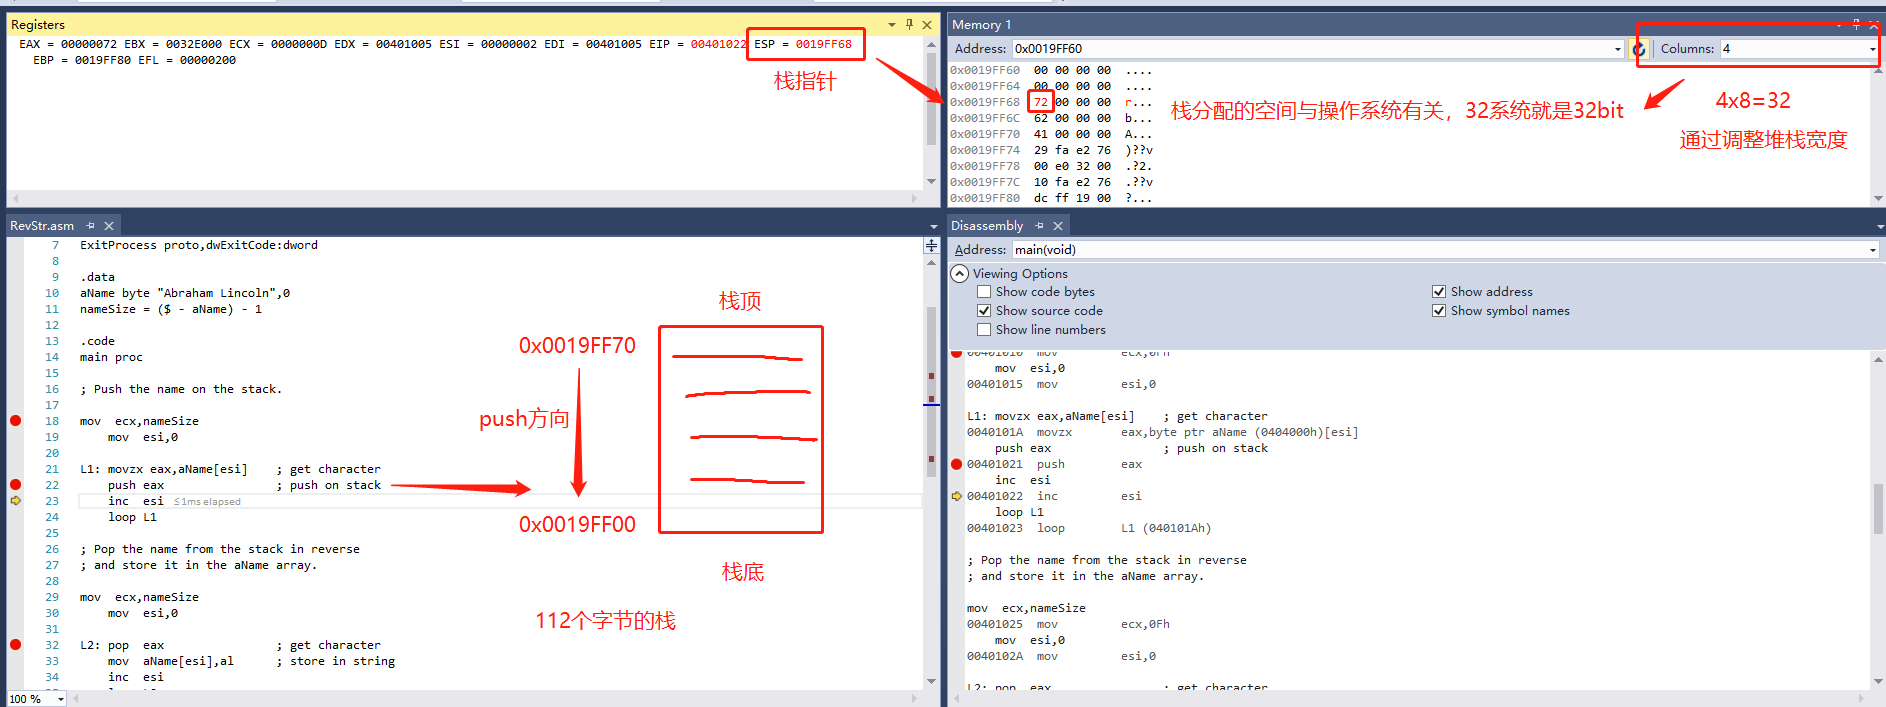 Registers
EAX = 00000072 EBX = 0032E000 ECX = 0000000D EDX = 00401005 ESI = 00000002 EDI = 00401005 EIP = 00401022 ESP = 0019FF68
EBP = 0019FF80 EFL = 00000200
栈指针
Memory 1
Address: 0x0019FF60
Columns: 4
0x0019FF60 00 00 00 00 ....
0x0019FF64 00 00 00 00 ....
0x0019FF68 72 00 00 00 r...
0x0019FF6C 62 00 00 00 b...
0x0019FF70 41 00 00 00 A...
0x0019FF74 29 fa e2 76 )??v
0x0019FF78 00 e0 32 00 .?2.
0x0019FF7C 10 fa e2 76 .??v
0x0019FF80 dc ff 19 00 ?...
栈分配的空间与操作系统有关，32系统就是32bit
4x8=32
通过调整堆栈宽度
RevStr.asm
7 ExitProcess proto,dwExitCode:dword
8
9 .data
10 aName byte "Abraham Lincoln",0
11 nameSize = ($ - aName) - 1
12
13 .code
14 main proc
15
16 ; Push the name on the stack.
17
18 mov ecx,nameSize
19 mov esi,0
20
21 L1: movzx eax,aName[esi] ; get character
22 push eax ; push on stack
23 inc esi ≤1ms elapsed
24 loop L1
25
26 ; Pop the name from the stack in reverse
27 ; and store it in the aName array.
28
29 mov ecx,nameSize
30 mov esi,0
31
32 L2: pop eax ; get character
33 mov aName[esi],al ; store in string
34 inc esi
100 %
栈顶
0x0019FF70
push方向
0x0019FF00
栈底
112个字节的栈
Disassembly
Address: main(void)
Viewing Options
Show code bytes
Show address
Show source code
Show symbol names
Show line numbers
00401010 mov ecx,0Fh
mov esi,0
00401015 mov esi,0
L1: movzx eax,aName[esi] ; get character
0040101A movzx eax,byte ptr aName (0404000h)[esi]
push eax ; push on stack
00401021 push eax
inc esi
00401022 inc esi
loop L1
00401023 loop L1 (040101Ah)
; Pop the name from the stack in reverse
; and store it in the aName array.
mov ecx,nameSize
00401025 mov ecx,0Fh
mov esi,0
0040102A mov esi,0
L2: pop eax ; get character